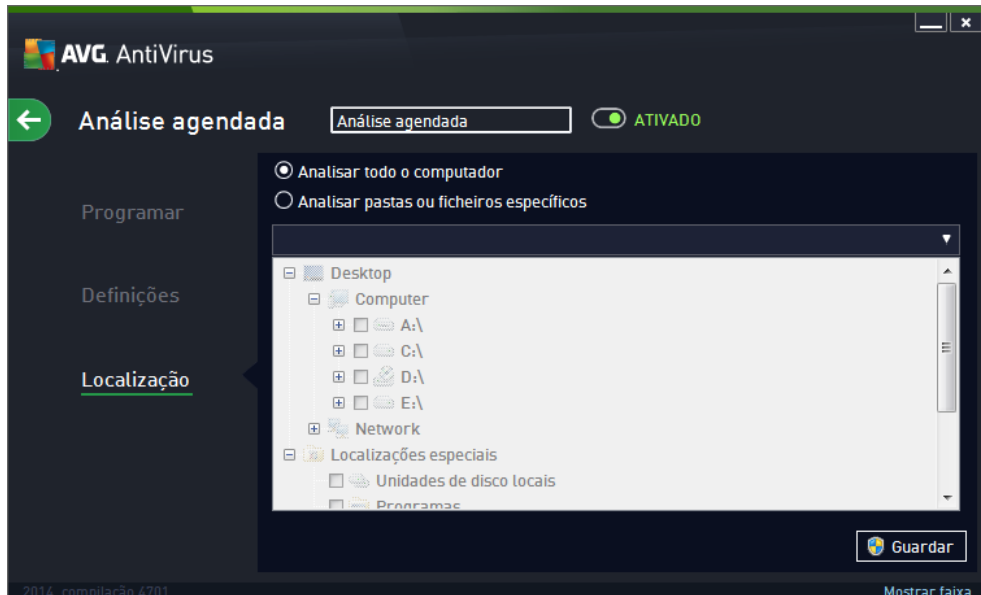 AVG. AntiVirus
Análise agendada
Análise agendada
ATIVADO
Programar
Definições
Localização
Analisar todo o computador
Analisar pastas ou ficheiros específicos
Desktop
Computer
A:\
C:\
D:\
E:\
Network
Localizações especiais
Unidades de disco locais
Programas
Guardar
2014 compilação 4701
Mostrar faixa